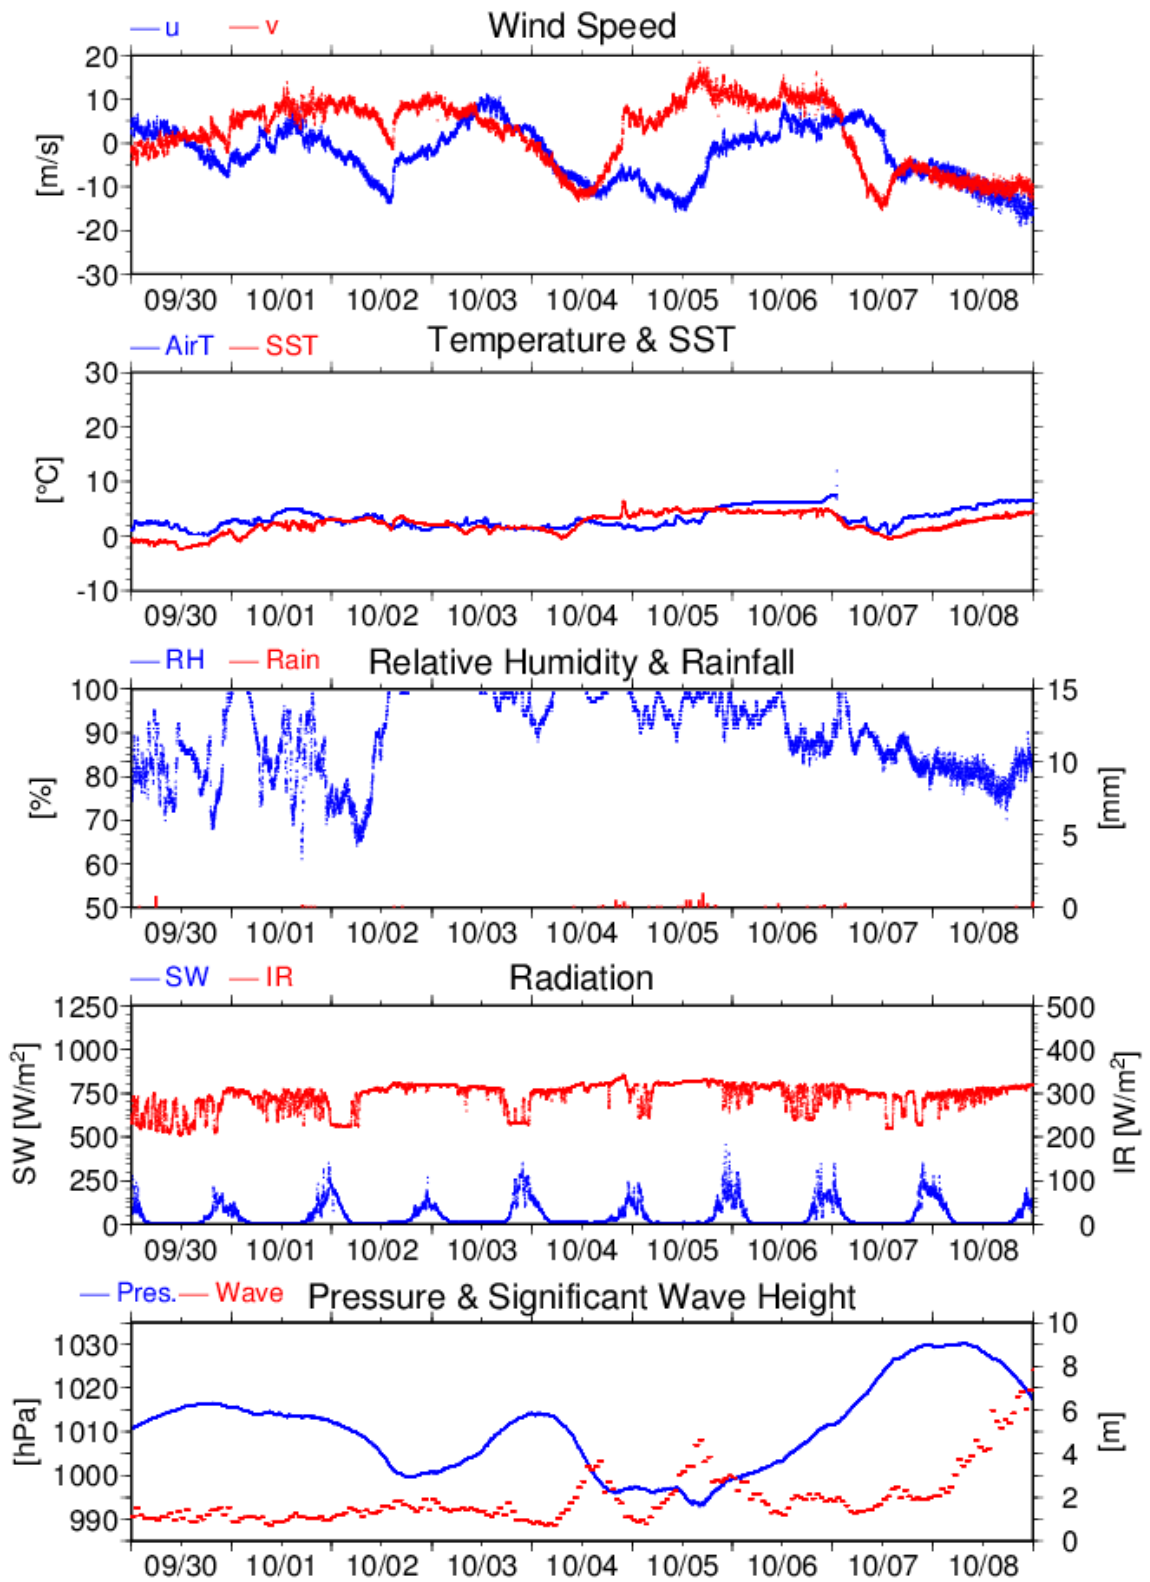 u v Wind Speed
20
10
0
-10
-20
-30
[m/s]
09/30 10/01 10/02 10/03 10/04 10/05 10/06 10/07 10/08
AirT SST Temperature & SST
30
20
10
0
-10
[°C]
09/30 10/01 10/02 10/03 10/04 10/05 10/06 10/07 10/08
RH Rain Relative Humidity & Rainfall
100 15
90
80 10
70
60 5
50 0
[%] [mm]
09/30 10/01 10/02 10/03 10/04 10/05 10/06 10/07 10/08
SW IR Radiation
1250 500
1000 400
750 300
500 200
250 100
0 0
SW [W/m²] IR [W/m²]
09/30 10/01 10/02 10/03 10/04 10/05 10/06 10/07 10/08
Pres. Wave Pressure & Significant Wave Height
10
1030 8
1020 6
1010 4
1000 2
990 0
[hPa] [m]
09/30 10/01 10/02 10/03 10/04 10/05 10/06 10/07 10/08